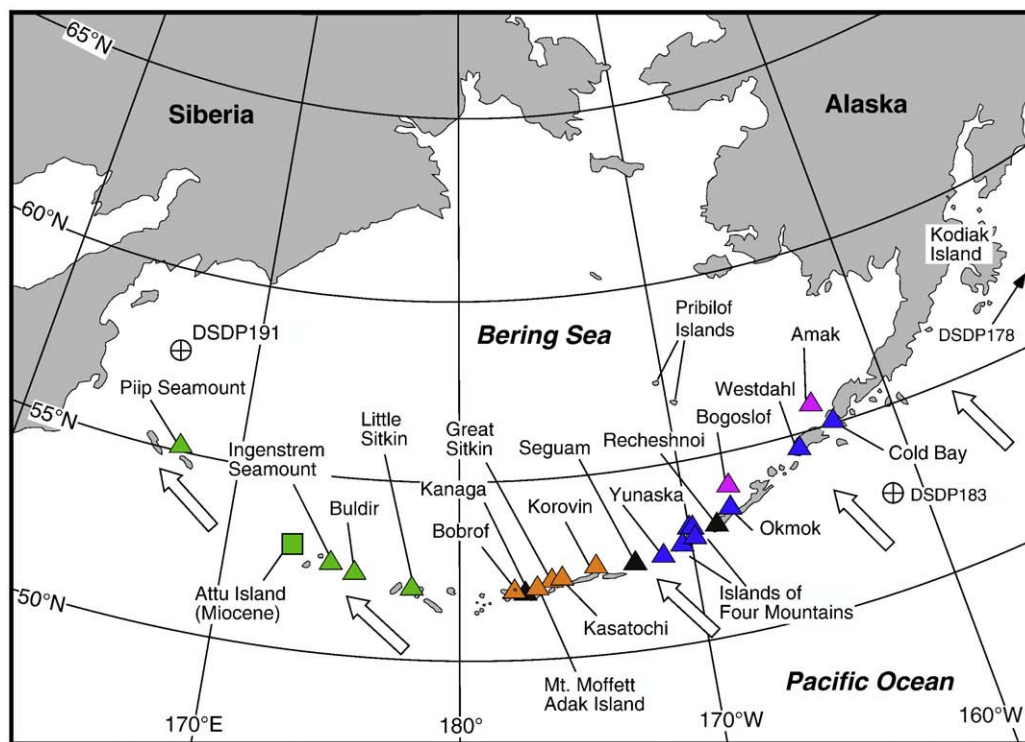 65°N
Siberia
Alaska
60°N
Kodiak
Island
DSDP191
Bering Sea
Pribilof
Islands
Amak
DSDP178
Piip Seamount
55°N
Westdahl
Little
Sitkin
Great
Sitkin
Bogoslof
Ingenstrem
Seamount
Seguam
Recheshnoi
Cold Bay
Kanaga
Yunaska
DSDP183
Buldir
Bobrof
Korovin
Okmok
50°N
Attu Island
(Miocene)
Islands of
Four Mountains
Kasatochi
Mt. Moffett
Adak Island
Pacific Ocean
170°E
180°
170°W
160°W